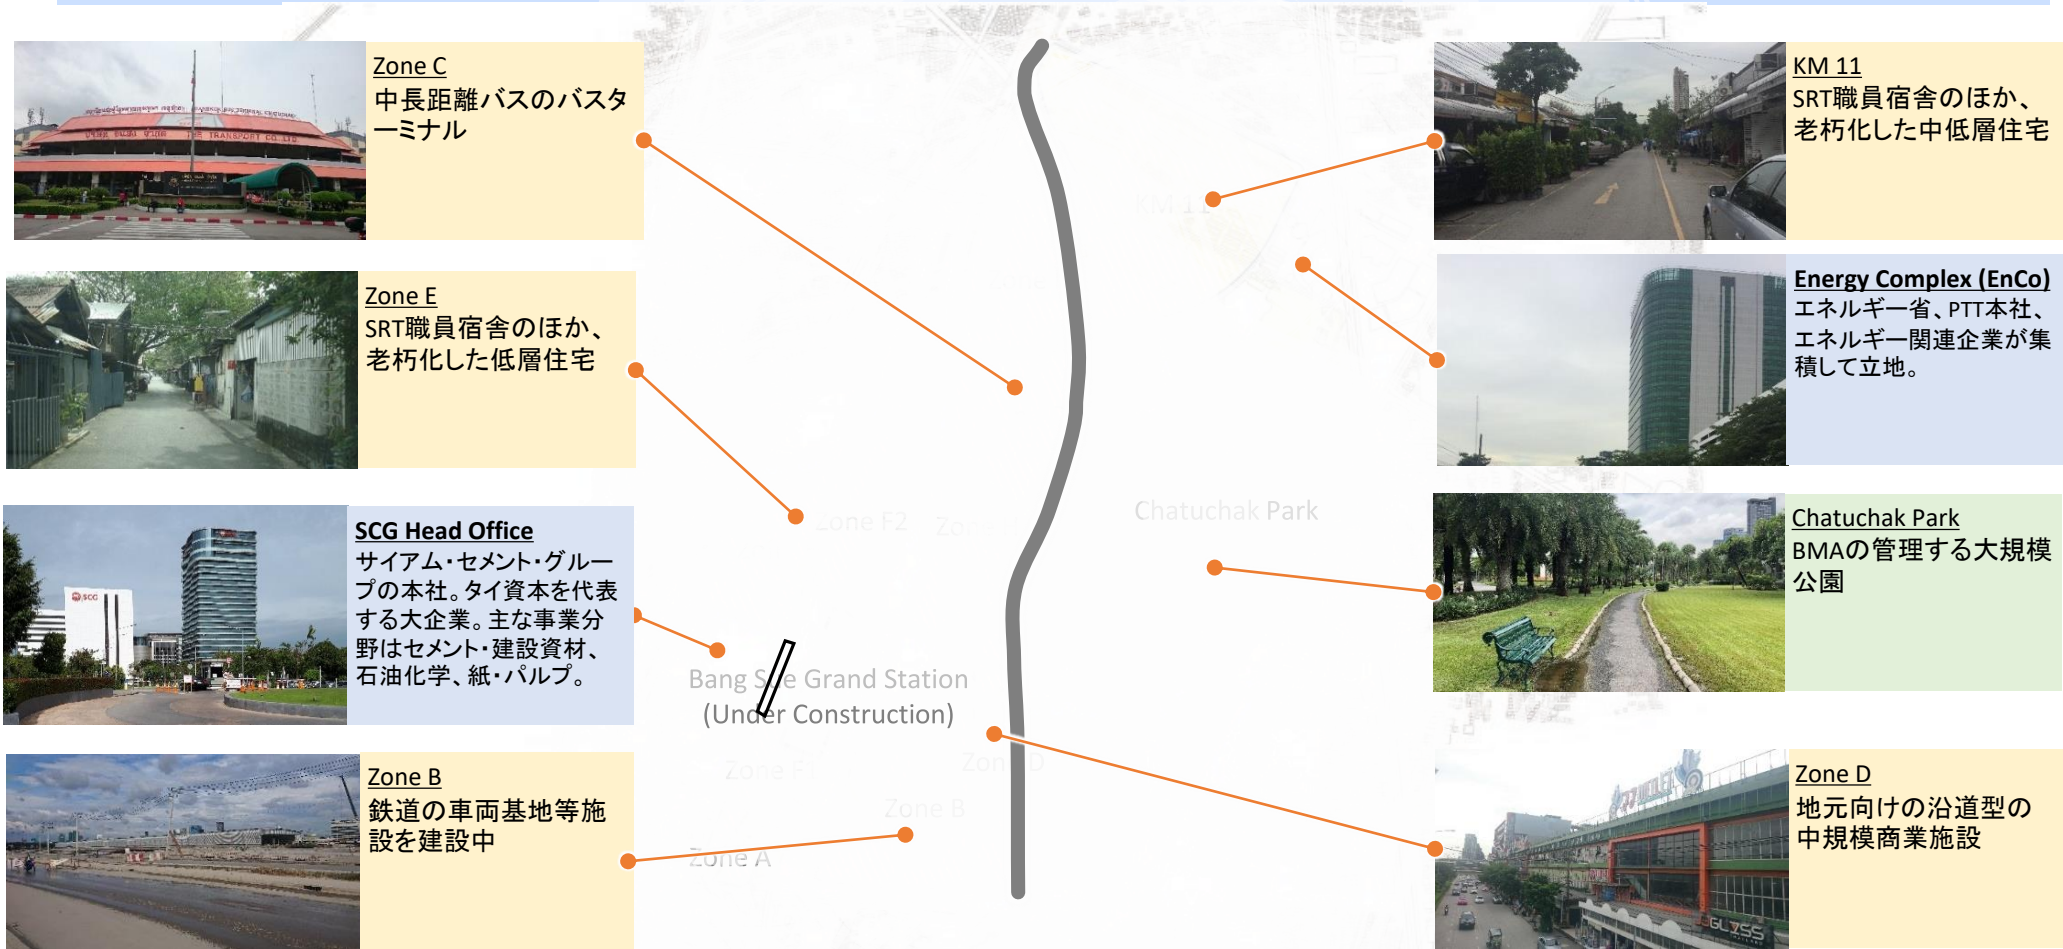 Zone C
中長距離バスのバスタ
ーミナル
Zone E
SRT職員宿舎のほか、
老朽化した低層住宅
SCG Head Office
サイアム・セメント・グルー
プの本社。タイ資本を代表
する大企業。主な事業分
野はセメント・建設資材、
石油化学、紙・パルプ。
SCG
Zone B
鉄道の車両基地等施
設を建設中
KM 11
Zone F2
Chatuchak Park
Bang Sue Grand Station
(Under Construction)
Zone D
Zone B
Zone A
KM 11
SRT職員宿舎のほか、
老朽化した中低層住宅
Energy Complex (EnCo)
エネルギー省、PTT本社、
エネルギー関連企業が集
積して立地。
Chatuchak Park
BMAの管理する大規模
公園
Zone D
地元向けの沿道型の
中規模商業施設
THE TRANSPORT CO.,LTD